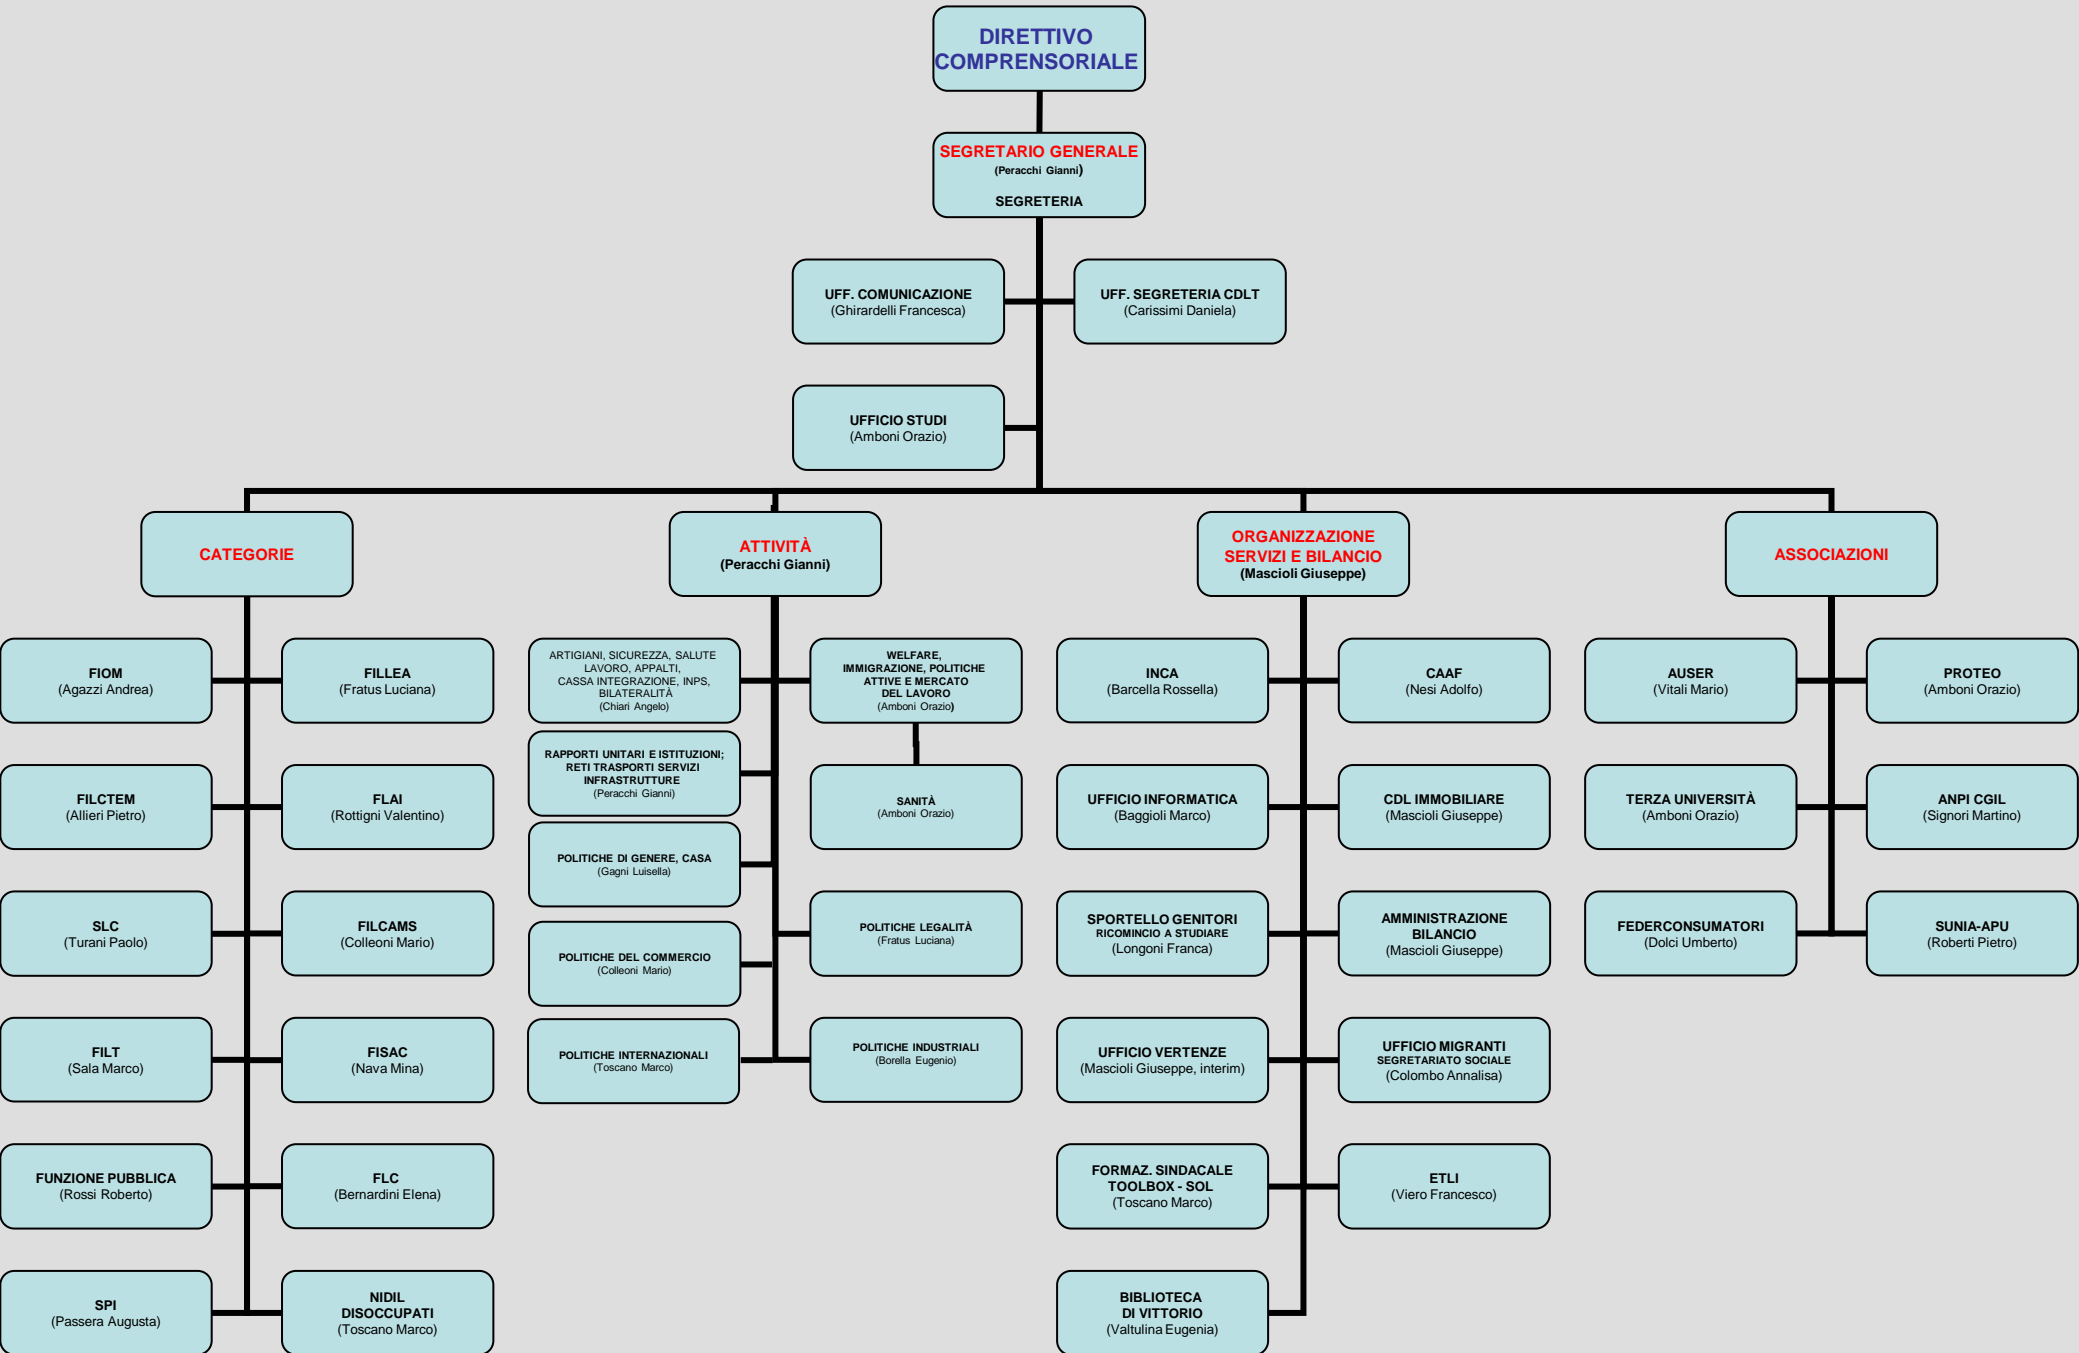 DIRETTIVO
COMPRENSORIALE
SEGRETARIO GENERALE
(Peracchi Gianni)
SEGRETERIA
UFF. COMUNICAZIONE
(Ghirardelli Francesca)
UFF. SEGRETERIA CDLT
(Carissimi Daniela)
UFFICIO STUDI
(Amboni Orazio)
CATEGORIE
ATTIVITÀ
(Peracchi Gianni)
ORGANIZZAZIONE
SERVIZI E BILANCIO
(Mascioli Giuseppe)
ASSOCIAZIONI
FIOM
(Agazzi Andrea)
FILLEA
(Fratus Luciana)
FILCTEM
(Allieri Pietro)
FLAI
(Rottigni Valentino)
SLC
(Turani Paolo)
FILCAMS
(Colleoni Mario)
FILT
(Sala Marco)
FISAC
(Nava Mina)
FUNZIONE PUBBLICA
(Rossi Roberto)
FLC
(Bernardini Elena)
SPI
(Passera Augusta)
NIDIL
DISOCCUPATI
(Toscano Marco)
ARTIGIANI, SICUREZZA, SALUTE
LAVORO, APPALTI,
CASSA INTEGRAZIONE, INPS,
BILATERALITÀ
(Chiari Angelo)
WELFARE,
IMMIGRAZIONE, POLITICHE
ATTIVE E MERCATO
DEL LAVORO
(Amboni Orazio)
RAPPORTI UNITARI E ISTITUZIONI;
RETI TRASPORTI SERVIZI
INFRASTRUTTURE
(Peracchi Gianni)
SANITÀ
(Amboni Orazio)
POLITICHE DI GENERE, CASA
(Gagni Luisella)
POLITICHE LEGALITÀ
(Fratus Luciana)
POLITICHE DEL COMMERCIO
(Colleoni Mario)
POLITICHE INTERNAZIONALI
(Toscano Marco)
POLITICHE INDUSTRIALI
(Borella Eugenio)
INCA
(Barcella Rossella)
CAAF
(Nesi Adolfo)
UFFICIO INFORMATICA
(Baggioli Marco)
CDL IMMOBILIARE
(Mascioli Giuseppe)
SPORTELLO GENITORI
RICOMINCIO A STUDIARE
(Longoni Franca)
AMMINISTRAZIONE
BILANCIO
(Mascioli Giuseppe)
UFFICIO VERTENZE
(Mascioli Giuseppe, interim)
UFFICIO MIGRANTI
SEGRETARIATO SOCIALE
(Colombo Annalisa)
FORMAZ. SINDACALE
TOOLBOX - SOL
(Toscano Marco)
ETLI
(Viero Francesco)
BIBLIOTECA
DI VITTORIO
(Valtulina Eugenia)
AUSER
(Vitali Mario)
PROTEO
(Amboni Orazio)
TERZA UNIVERSITÀ
(Amboni Orazio)
ANPI CGIL
(Signori Martino)
FEDERCONSUMATORI
(Dolci Umberto)
SUNIA-APU
(Roberti Pietro)